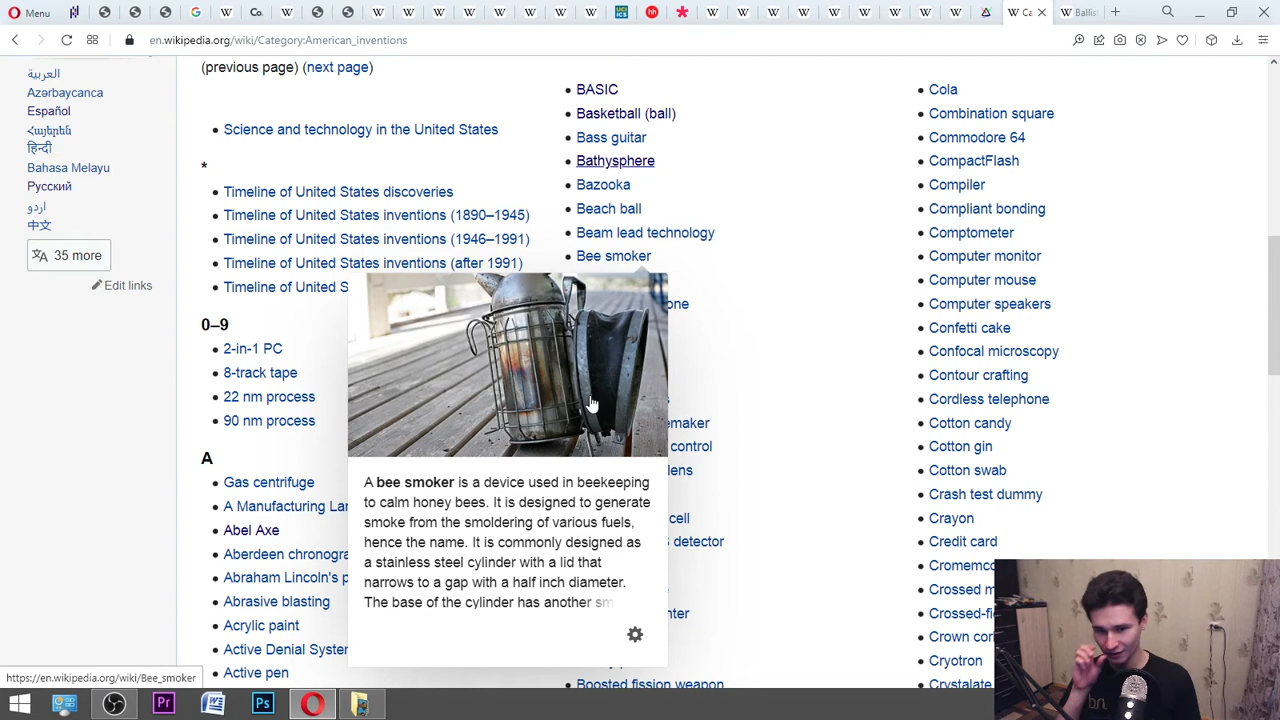 Menu
Co.
UCI
ICS
hh
Ca
Ballist
en.wikipedia.org/wiki/Category:American_inventions
العربية
Azərbaycanca
Español
Հայերեն
हिन्दी
Bahasa Melayu
Русский
اردو
中文
35 more
Edit links
(previous page) (next page)
Science and technology in the United States
*
Timeline of United States discoveries
Timeline of United States inventions (1890–1945)
Timeline of United States inventions (1946–1991)
Timeline of United States inventions (after 1991)
Timeline of United S
0–9
2-in-1 PC
8-track tape
22 nm process
90 nm process
A
Gas centrifuge
A Manufacturing
Abel Axe
Aberdeen
Abraham Lincoln's
Abrasive blasting
Acrylic paint
Active Denial
Active pen
BASIC
Basketball (ball)
Bass guitar
Bathysphere
Bazooka
Beach ball
Beam lead technology
Bee smoker
one
emaker
control
lens
cell
detector
nter
Boosted fission weapon
A bee smoker is a device used in beekeeping
to calm honey bees. It is designed to generate
smoke from the smoldering of various fuels,
hence the name. It is commonly designed as
a stainless steel cylinder with a lid that
narrows to a gap with a half inch diameter.
The base of the cylinder has another sm
Cola
Combination square
Commodore 64
CompactFlash
Compiler
Compliant bonding
Comptometer
Computer monitor
Computer mouse
Computer speakers
Confetti cake
Confocal microscopy
Contour crafting
Cordless telephone
Cotton candy
Cotton gin
Cotton swab
Crash test dummy
Crayon
Credit card
Cromemc
Crossed
Crossed-fi
Crown
Cryotron
Crystalate
https://en.wikipedia.org/wiki/Bee_smoker
Pr
Ps